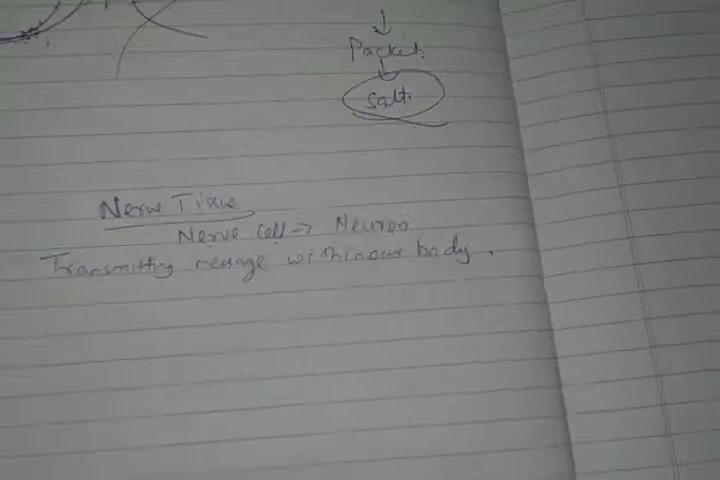 Packet.
Salt.
Nerve Tissue
Nerve Cell → Neuron
Transmitting message within our body.